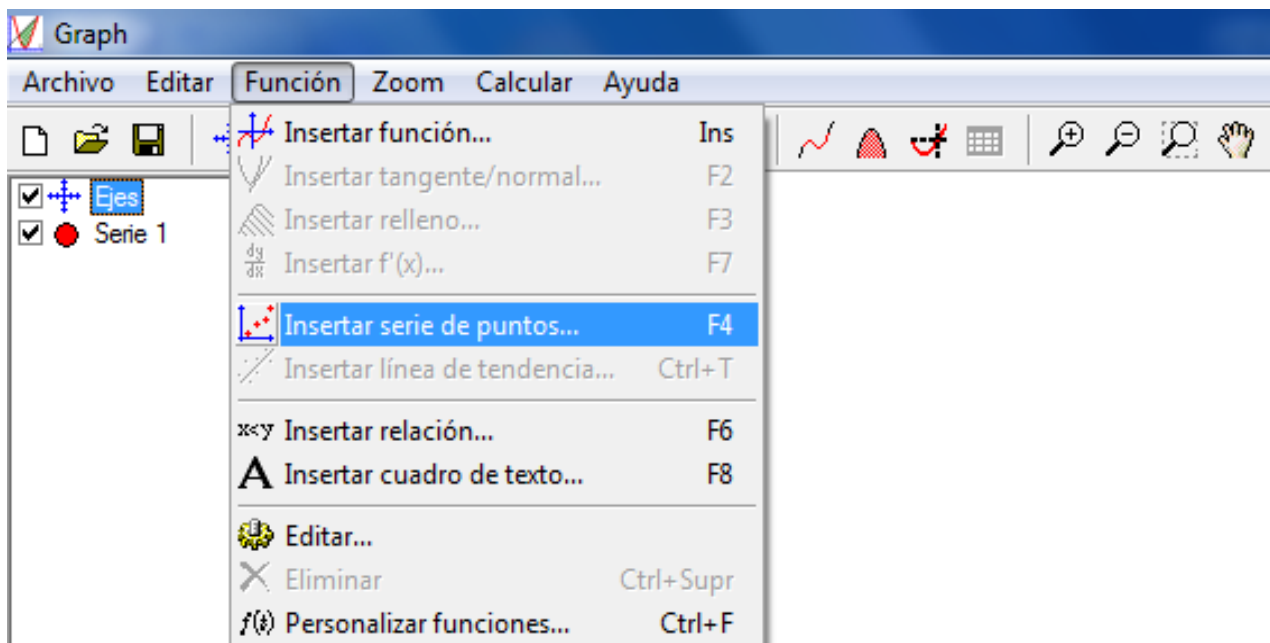 Graph
Archivo Editar Función Zoom Calcular Ayuda
Insertar función... Ins
Insertar tangente/normal... F2
Insertar relleno... F3
dy
dx Insertar f'(x)... F7
Insertar serie de puntos... F4
Insertar línea de tendencia... Ctrl+T
x<y Insertar relación... F6
A Insertar cuadro de texto... F8
Editar...
Eliminar Ctrl+Supr
f(x) Personalizar funciones... Ctrl+F
Ejes
Serie 1